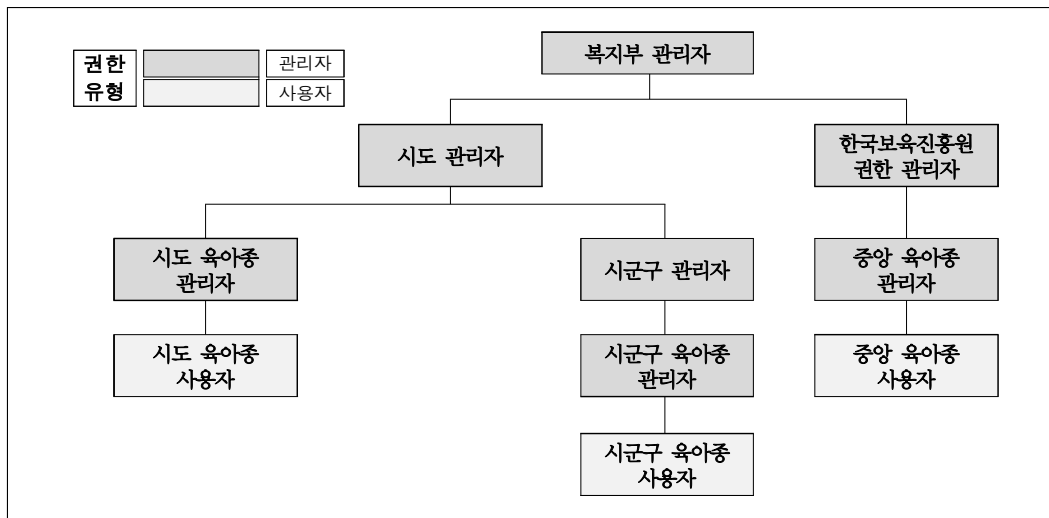 복지부 관리자
권한
관리자
유형
사용자
시도 관리자
한국보육진흥원
권한 관리자
시도 육아종
관리자
시군구 관리자
중앙 육아종
관리자
시도 육아종
사용자
시군구 육아종
관리자
중앙 육아종
사용자
시군구 육아종
사용자